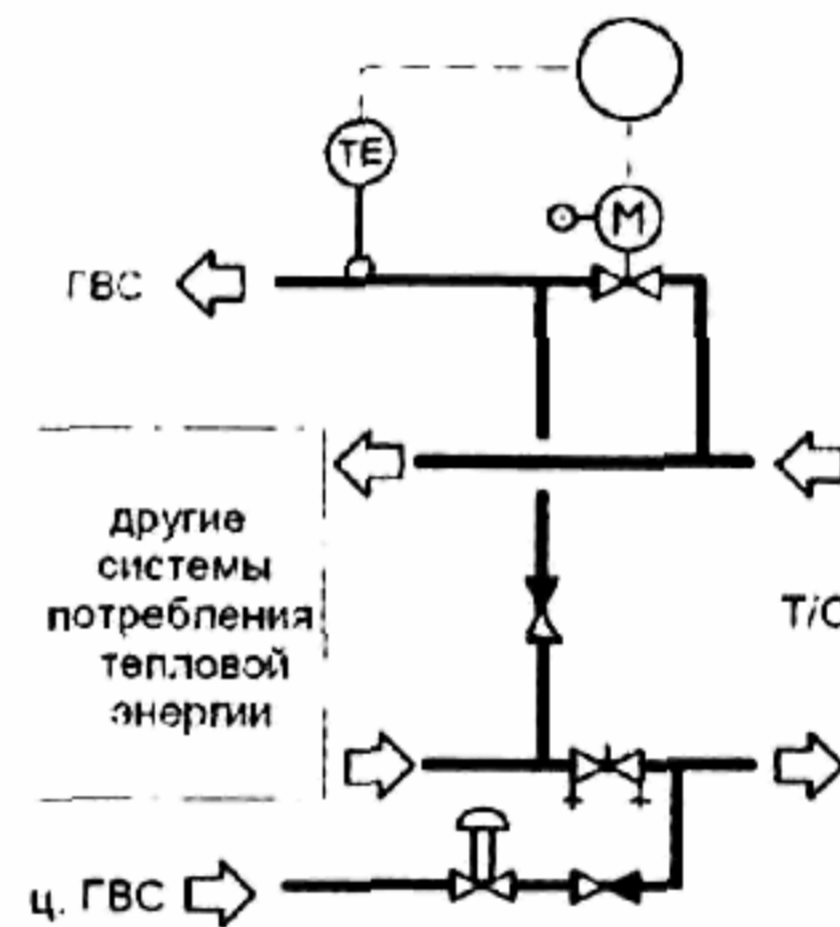 TE
M
ГВС
другие
системы
потребления
тепловой
энергии
T/C
ц. ГВС